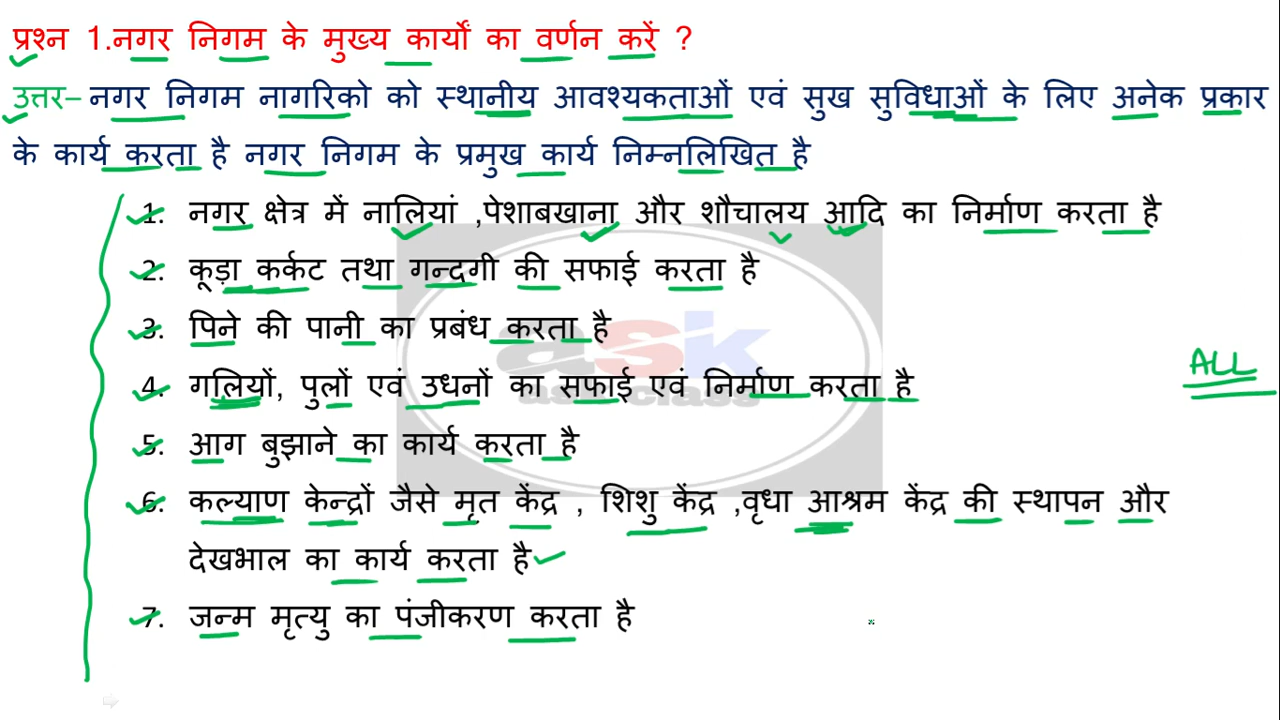 प्रश्न 1.नगर निगम के मुख्य कार्यों का वर्णन करें ?
उत्तर– नगर निगम नागरिको को स्थानीय आवश्यकताओं एवं सुख सुविधाओं के लिए अनेक प्रकार
के कार्य करता है नगर निगम के प्रमुख कार्य निम्नलिखित है
1. नगर क्षेत्र में नालियां ,पेशाबखाना और शौचालय आदि का निर्माण करता है
2. कूड़ा कर्कट तथा गन्दगी की सफाई करता है
3. पिने की पानी का प्रबंध करता है
ask
4. गलियों, पुलों एवं उधनों का सफाई एवं निर्माण करता है
ALL
5. आग बुझाने का कार्य करता है
6. कल्याण केन्द्रों जैसे मृत केंद्र , शिशु केंद्र ,वृधा आश्रम केंद्र की स्थापन और
देखभाल का कार्य करता है
7. जन्म मृत्यु का पंजीकरण करता है